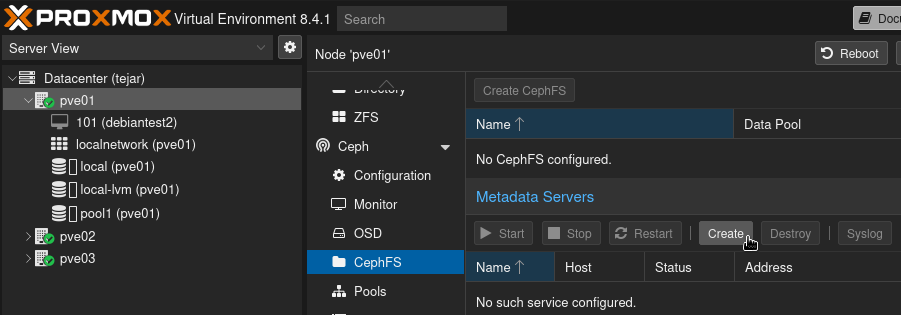 PROXMOX Virtual Environment 8.4.1 Search
Server View
Datacenter (tejar)
pve01
101 (debiantest2)
localnetwork (pve01)
local (pve01)
local-lvm (pve01)
pool1 (pve01)
pve02
pve03
Node 'pve01'
Reboot
Directory
ZFS
Ceph
Configuration
Monitor
OSD
CephFS
Pools
Create CephFS
Name Data Pool
No CephFS configured.
Metadata Servers
Start Stop Restart Create Destroy Syslog
Name Host Status Address
No such service configured.